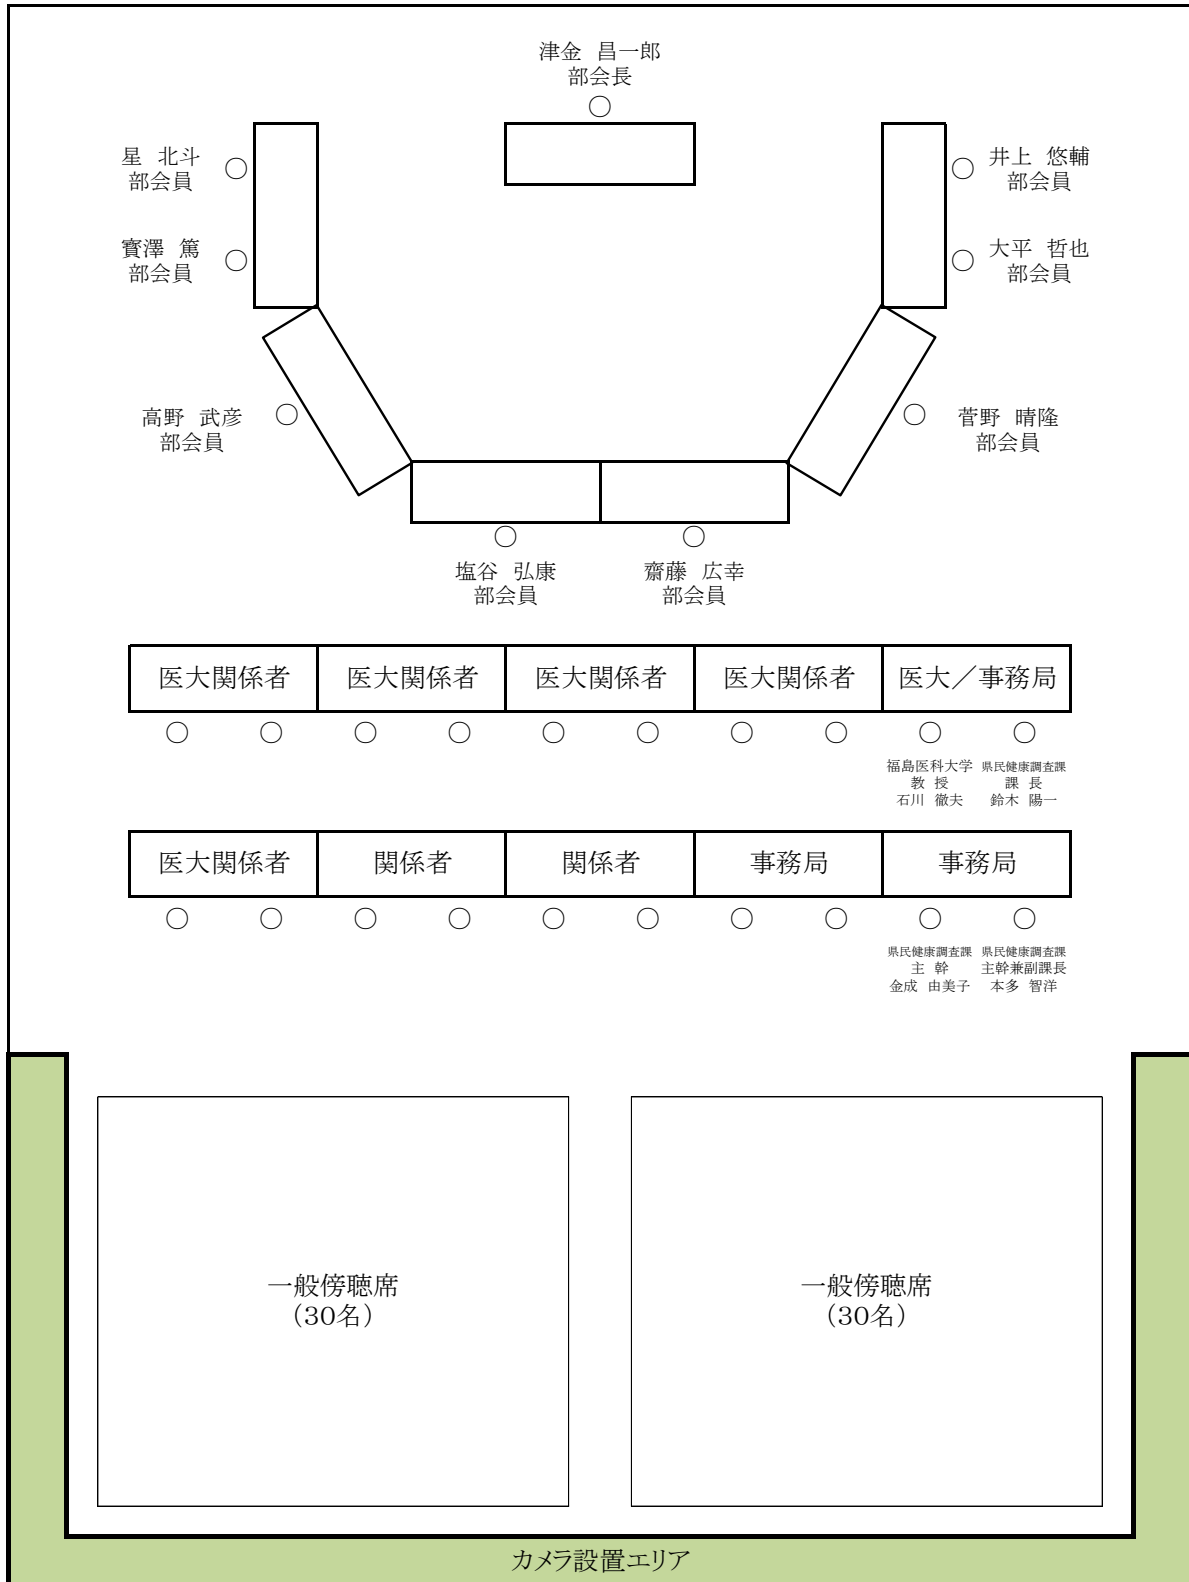 津金 昌一郎
部会長
星 北斗
部会員
井上 悠輔
部会員
寳澤 篤
部会員
大平 哲也
部会員
高野 武彦
部会員
菅野 晴隆
部会員
塩谷 弘康
部会員
齋藤 広幸
部会員
医大関係者 医大関係者 医大関係者 医大関係者 医大／事務局
福島医科大学
教 授
石川 徹夫
県民健康調査課
課 長
鈴木 陽一
医大関係者 関係者 関係者 事務局 事務局
県民健康調査課
主 幹
金成 由美子
県民健康調査課
主幹兼副課長
本多 智洋
一般傍聴席
（30名）
一般傍聴席
（30名）
カメラ設置エリア